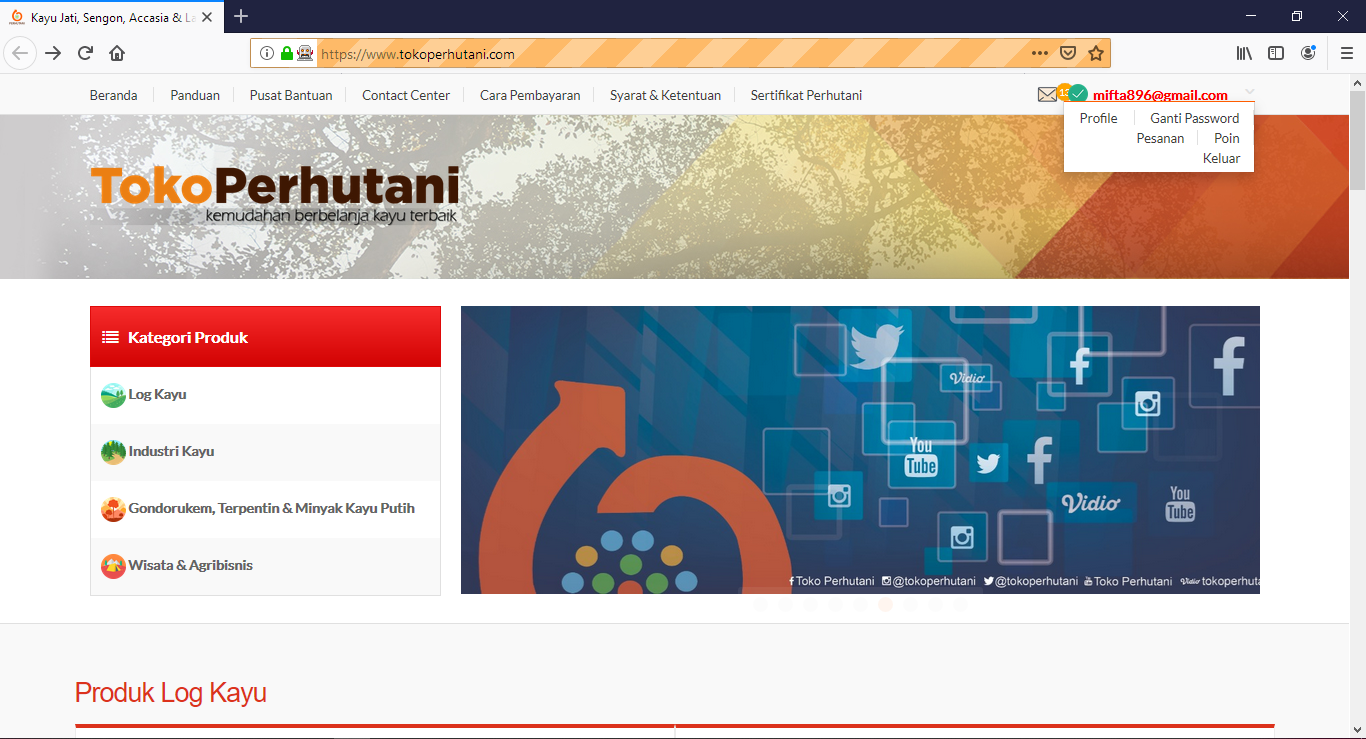 Kayu Jati, Sengon, Accasia & La
https://www.tokoperhutani.com
Beranda
Panduan
Pusat Bantuan
Contact Center
Cara Pembayaran
Syarat & Ketentuan
Sertifikat Perhutani
mifta896@gmail.com
Profile
Ganti Password
Pesanan
Poin
Keluar
TokoPerhutani
kemudahan berbelanja kayu terbaik
Kategori Produk
Log Kayu
Industri Kayu
Gondorukem, Terpentin & Minyak Kayu Putih
Wisata & Agribisnis
Vidio
You
Tube
Vidio
You
Tube
Toko Perhutani @tokoperhutani @tokoperhutani Toko Perhutani Vidio tokoperhuta
Produk Log Kayu